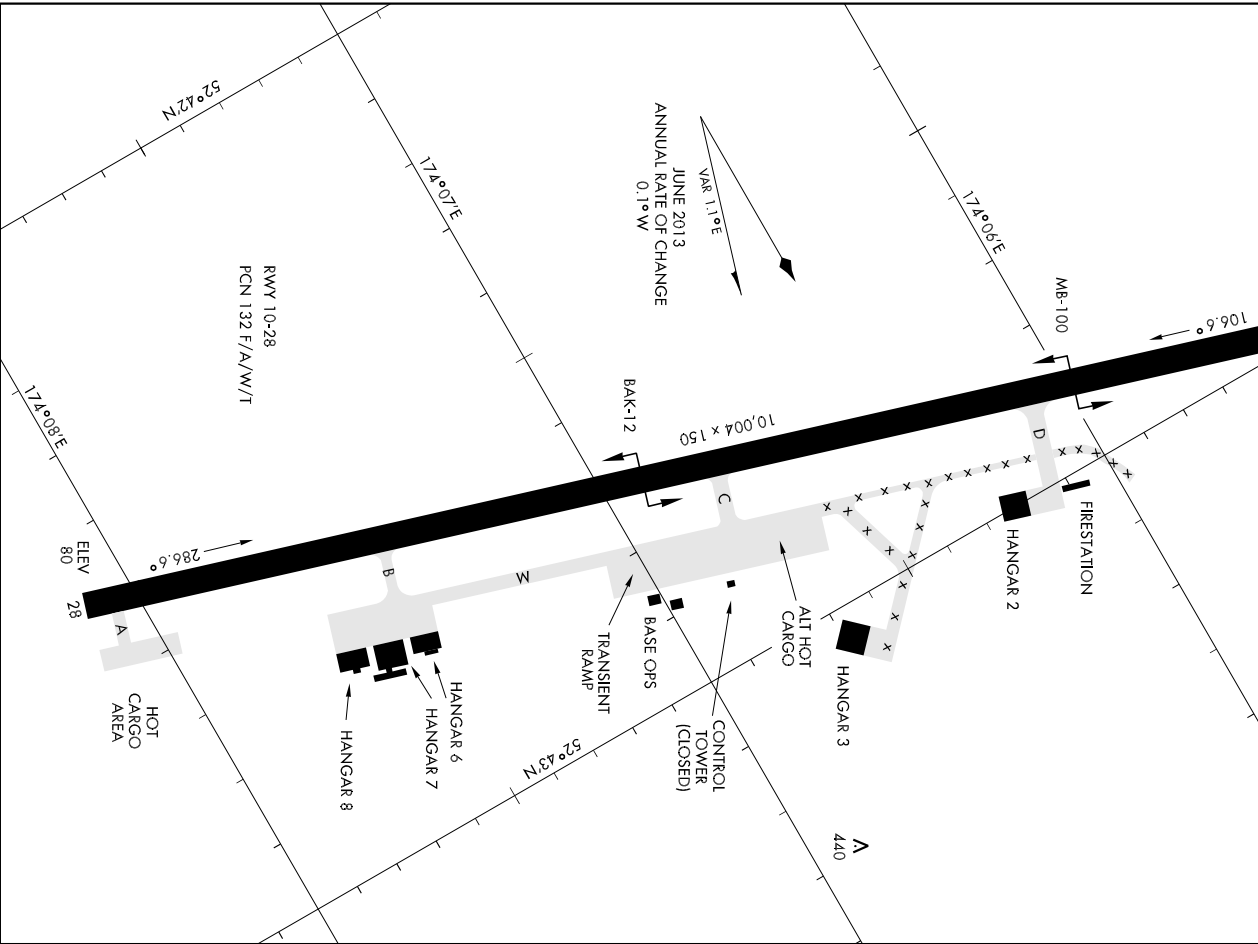 52°42'N
174°07'E
JUNE 2013
ANNUAL RATE OF CHANGE
0.1°W
VAR 1.1°E
174°06'E
MB-100
106.6°
RWY 10-28
PCN 132 F/A/W/T
174°08'E
BAK-12
10,004 x 150
D
FIRESTATION
HANGAR 2
C
ELEV
80
28
286.6°
A
B
W
TRANSIENT
RAMP
BASE OPS
ALT HOT
CARGO
HANGAR 3
HOT
CARGO
AREA
HANGAR 6
HANGAR 7
HANGAR 8
52°43'N
CONTROL
TOWER
(CLOSED)
440